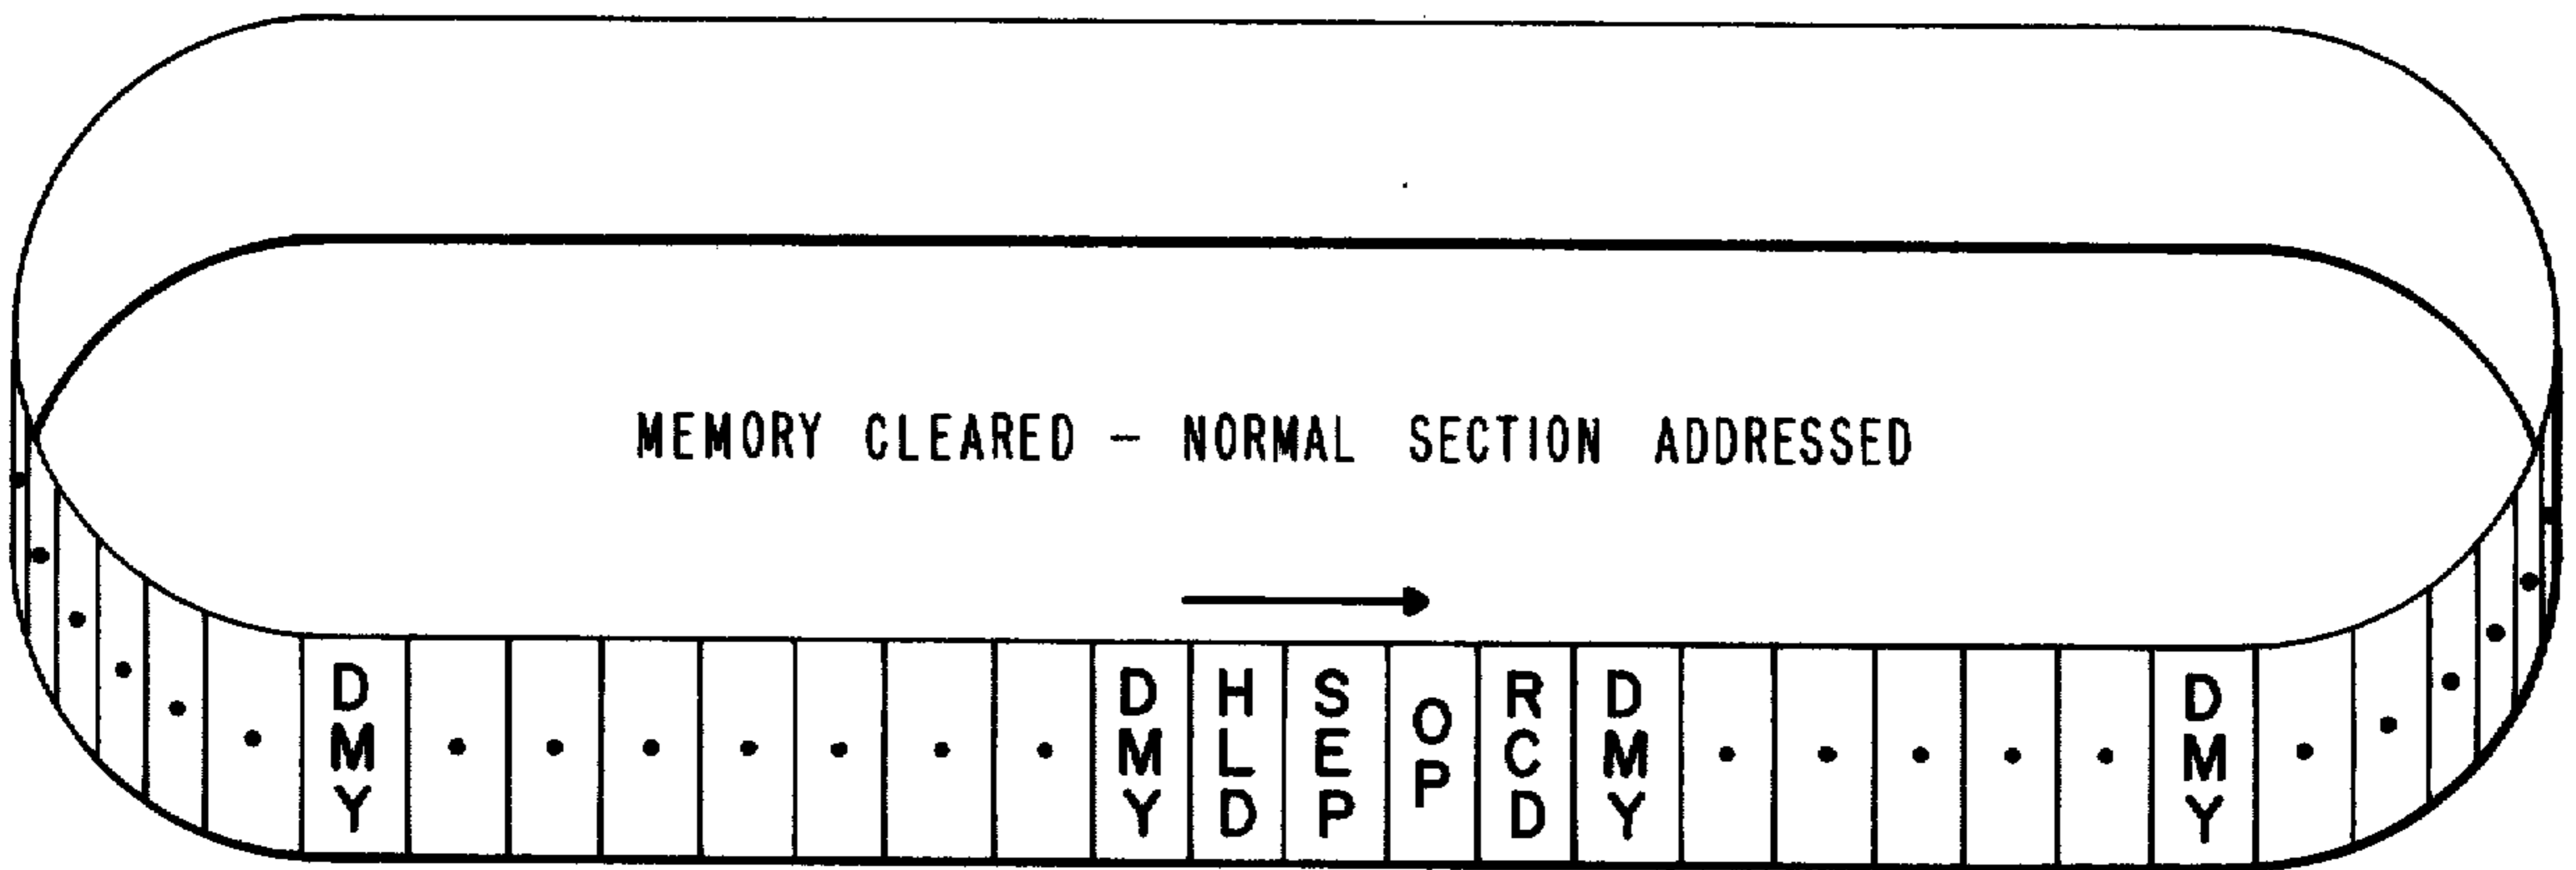 MEMORY CLEARED – NORMAL SECTION ADDRESSED
DMY DMY HLD SEP OP RCD DMY DMY